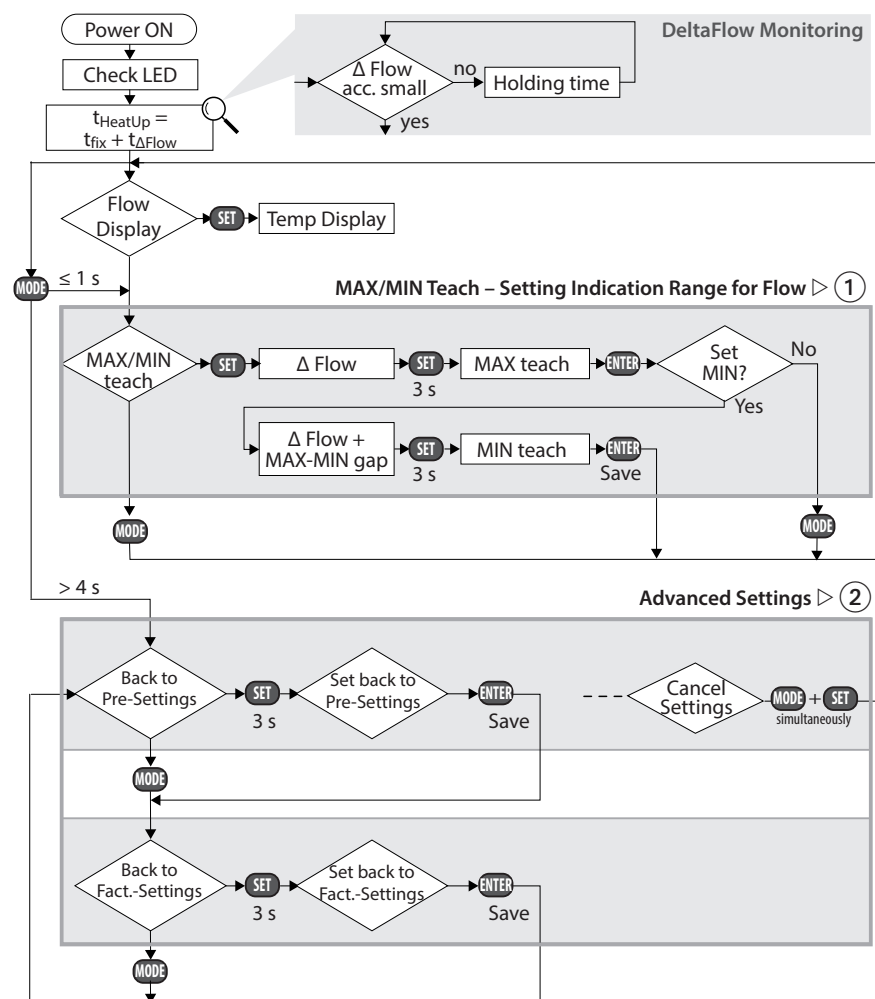 Power ON
DeltaFlow Monitoring
Check LED
Δ Flow
acc. small
no
Holding time
yes
tHeatUp =
tfix + tΔFlow
Flow
Display
SET
Temp Display
MODE
≤ 1 s
MAX/MIN Teach – Setting Indication Range for Flow ▷ 1
MAX/MIN
teach
SET
Δ Flow
SET
3 s
MAX teach
ENTER
Set
MIN?
No
Yes
Δ Flow +
MAX-MIN gap
SET
3 s
MIN teach
ENTER
Save
MODE
MODE
> 4 s
Advanced Settings ▷ 2
Back to
Pre-Settings
SET
3 s
Set back to
Pre-Settings
ENTER
Save
Cancel
Settings
MODE + SET
simultaneously
MODE
Back to
Fact.-Settings
SET
3 s
Set back to
Fact.-Settings
ENTER
Save
MODE